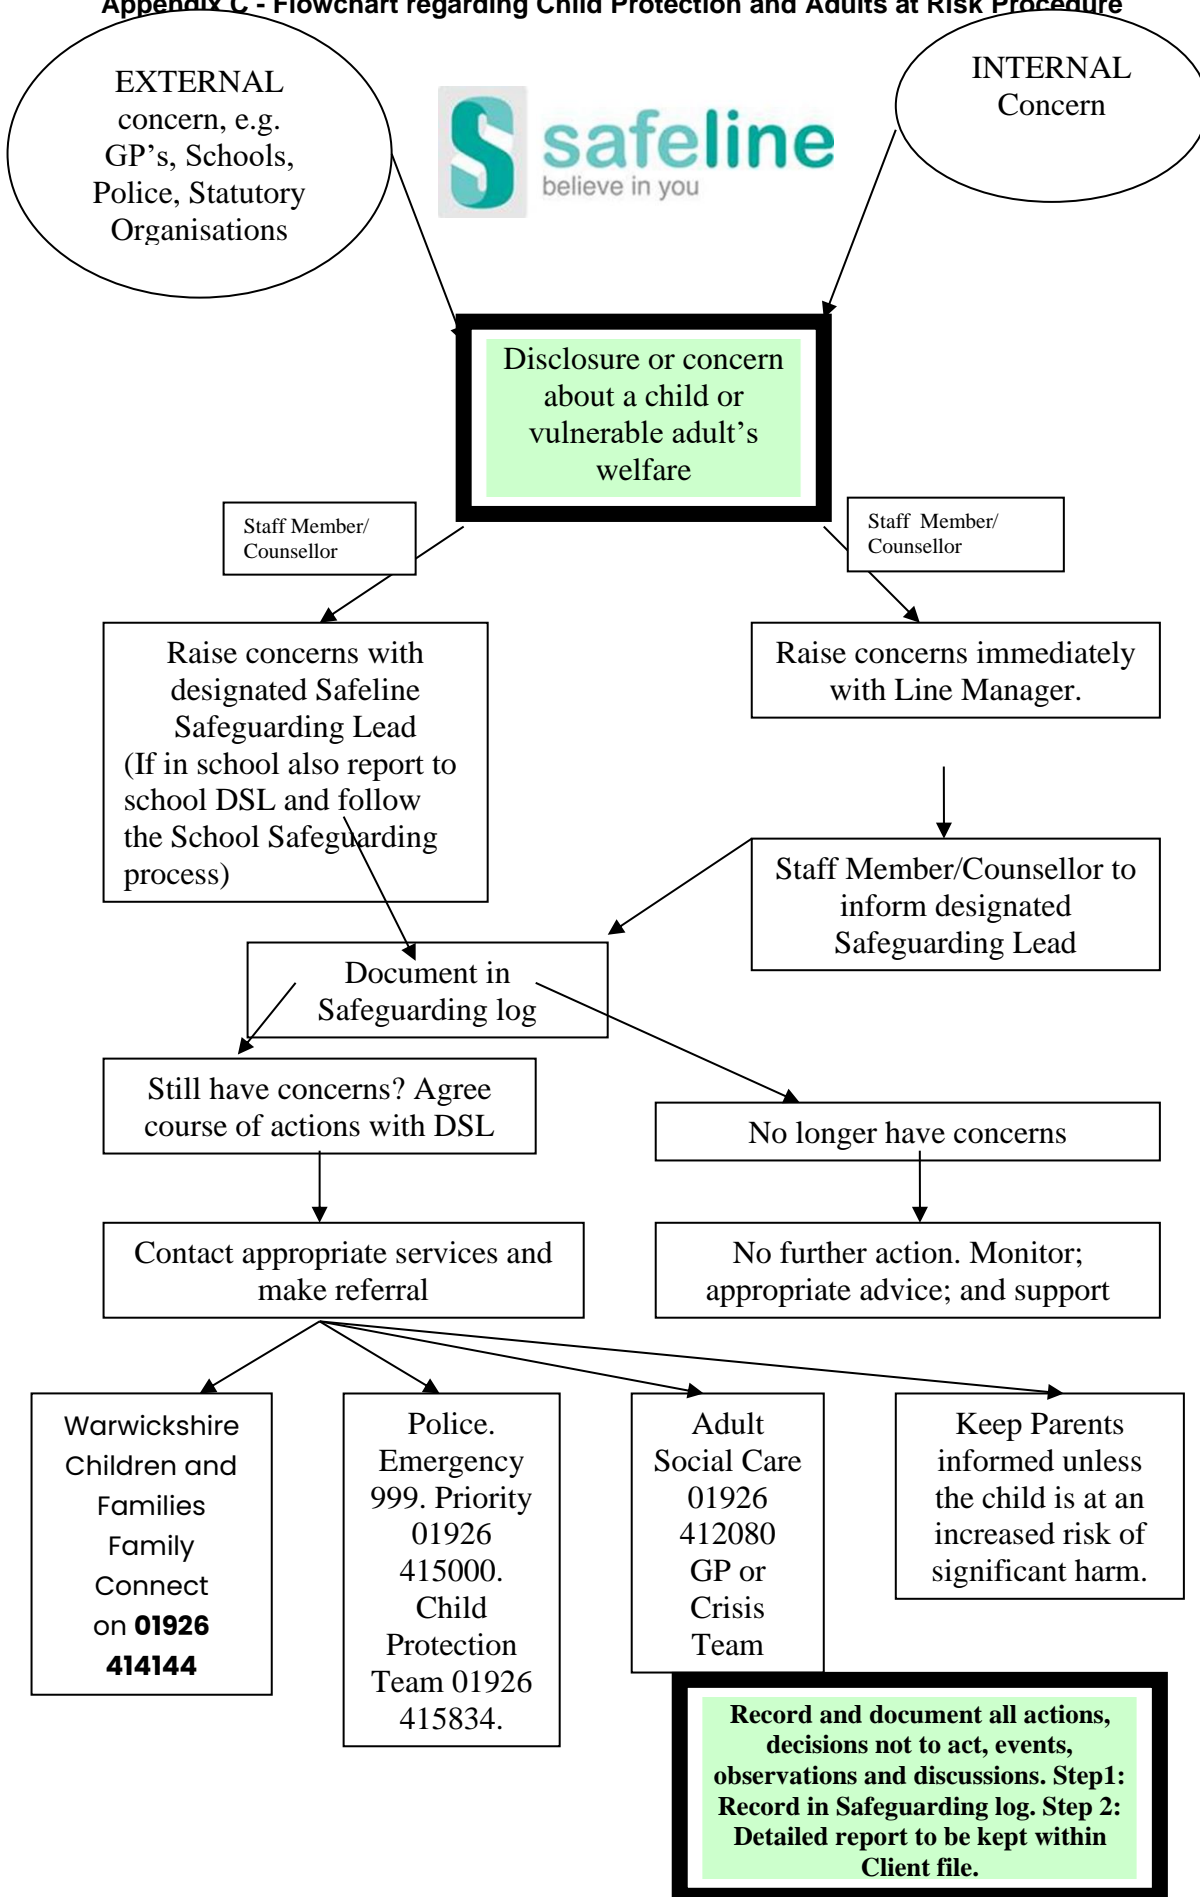 Appendix C - Flowchart regarding Child Protection and Adults at Risk Procedure
EXTERNAL
concern, e.g.
GP’s, Schools,
Police, Statutory
Organisations
safeline
believe in you
INTERNAL
Concern
Disclosure or concern
about a child or
vulnerable adult’s
welfare
Staff Member/
Counsellor
Staff Member/
Counsellor
Raise concerns with
designated Safeline
Safeguarding Lead
(If in school also report to
school DSL and follow
the School Safeguarding
process)
Raise concerns immediately
with Line Manager.
Staff Member/Counsellor to
inform designated
Safeguarding Lead
Document in
Safeguarding log
Still have concerns? Agree
course of actions with DSL
No longer have concerns
Contact appropriate services and
make referral
No further action. Monitor;
appropriate advice; and support
Warwickshire
Children and
Families
Family
Connect
on 01926
414144
Police.
Emergency
999. Priority
01926
415000.
Child
Protection
Team 01926
415834.
Adult
Social Care
01926
412080
GP or
Crisis
Team
Keep Parents
informed unless
the child is at an
increased risk of
significant harm.
Record and document all actions,
decisions not to act, events,
observations and discussions. Step1:
Record in Safeguarding log. Step 2:
Detailed report to be kept within
Client file.